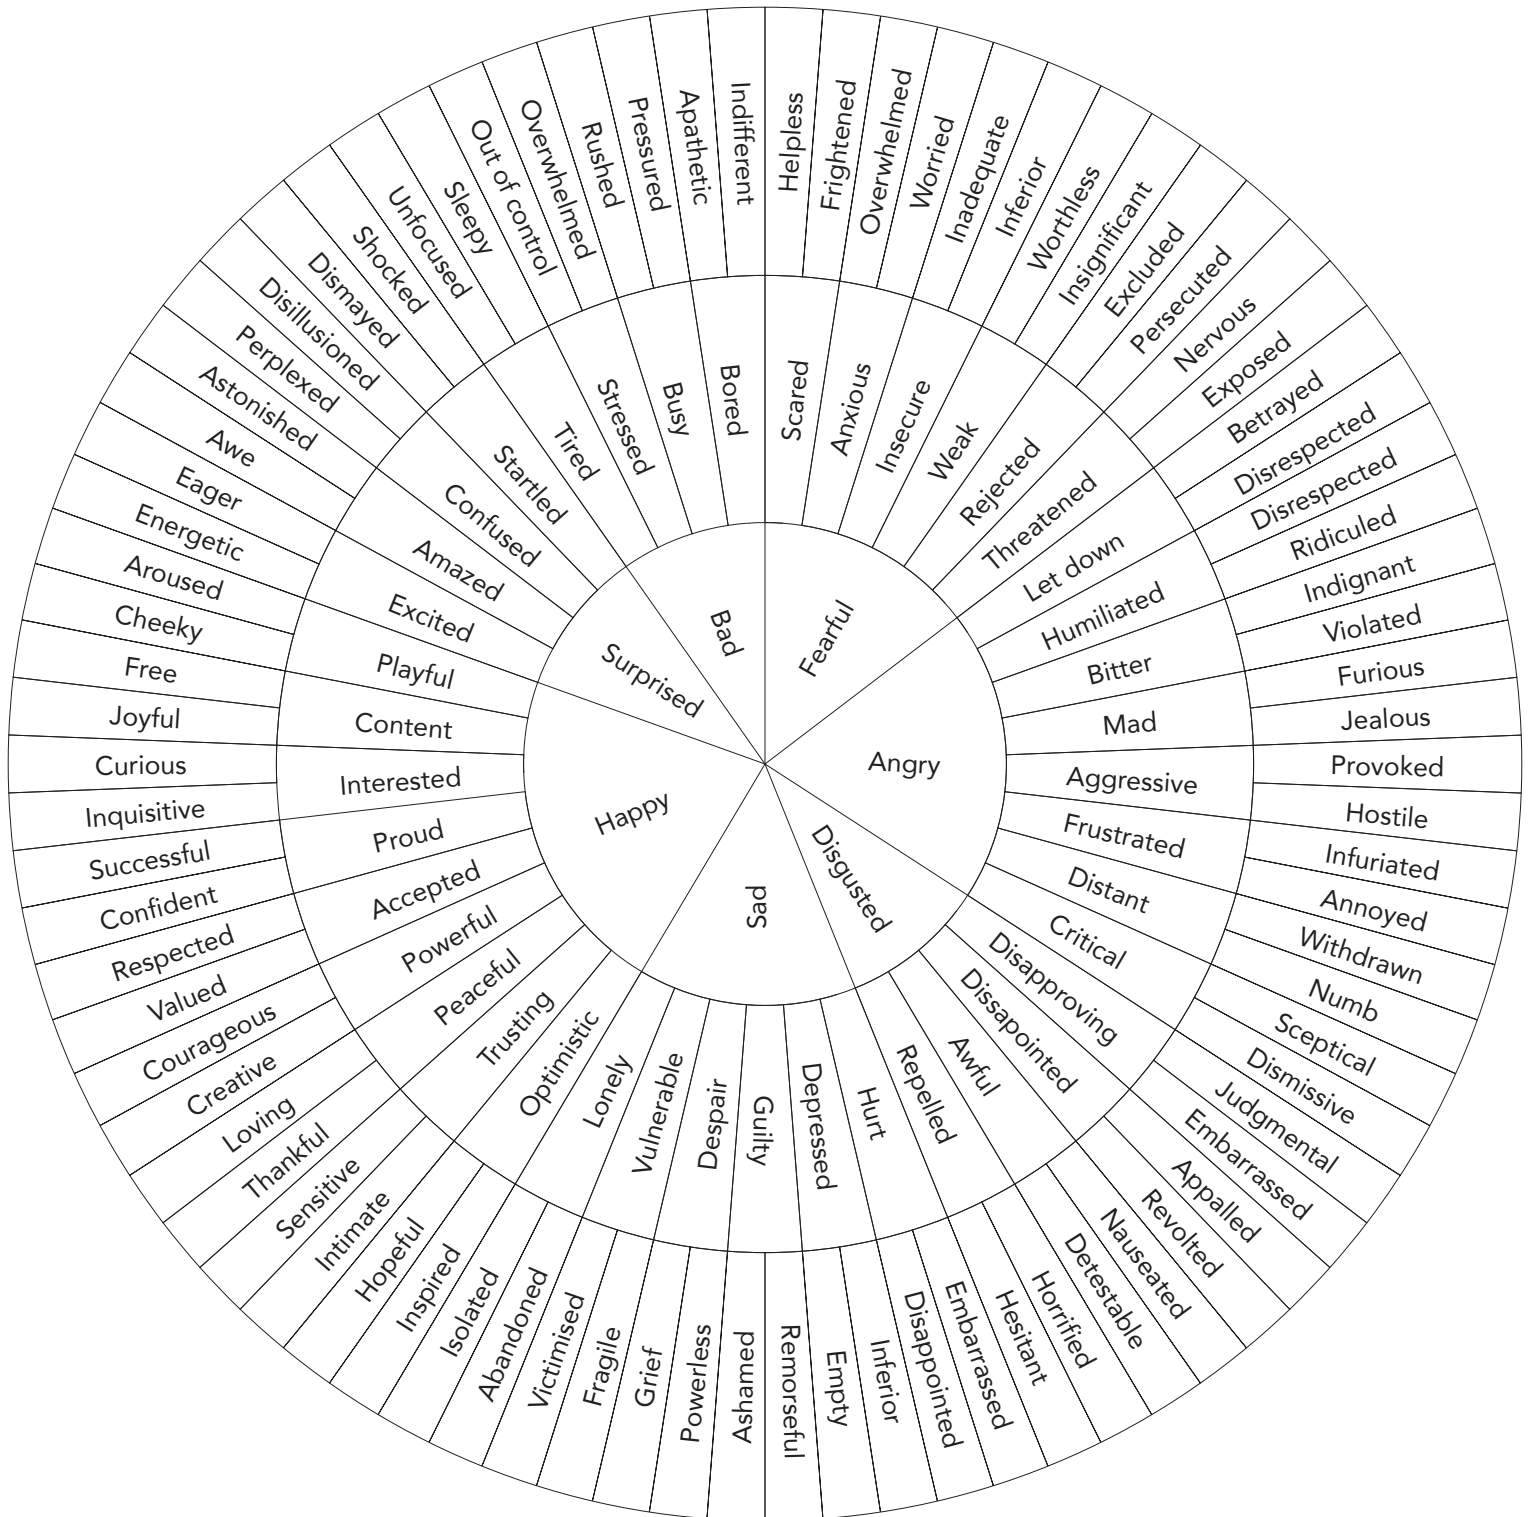 Fearful
Angry
Disgusted
Sad
Happy
Surprised
Bad
Scared
Anxious
Insecure
Weak
Rejected
Threatened
Let down
Humiliated
Bitter
Mad
Aggressive
Frustrated
Distant
Critical
Disapproving
Dissapointed
Awful
Repelled
Hurt
Depressed
Guilty
Despair
Vulnerable
Lonely
Optimistic
Trusting
Peaceful
Powerful
Accepted
Proud
Interested
Content
Playful
Excited
Amazed
Confused
Startled
Tired
Stressed
Busy
Bored
Helpless
Frightened
Overwhelmed
Worried
Inadequate
Inferior
Worthless
Insignificant
Excluded
Persecuted
Nervous
Exposed
Betrayed
Disrespected
Disrespected
Ridiculed
Indignant
Violated
Furious
Jealous
Provoked
Hostile
Infuriated
Annoyed
Withdrawn
Numb
Sceptical
Dismissive
Judgmental
Embarrassed
Appalled
Revolted
Nauseated
Detestable
Horrified
Hesitant
Embarrassed
Disappointed
Inferior
Empty
Remorseful
Ashamed
Powerless
Grief
Fragile
Victimised
Abandoned
Isolated
Inspired
Hopeful
Intimate
Sensitive
Thankful
Loving
Creative
Courageous
Valued
Respected
Confident
Successful
Inquisitive
Curious
Joyful
Free
Cheeky
Aroused
Energetic
Eager
Awe
Astonished
Perplexed
Disillusioned
Dismayed
Shocked
Unfocused
Sleepy
Out of control
Overwhelmed
Rushed
Pressured
Apathetic
Indifferent